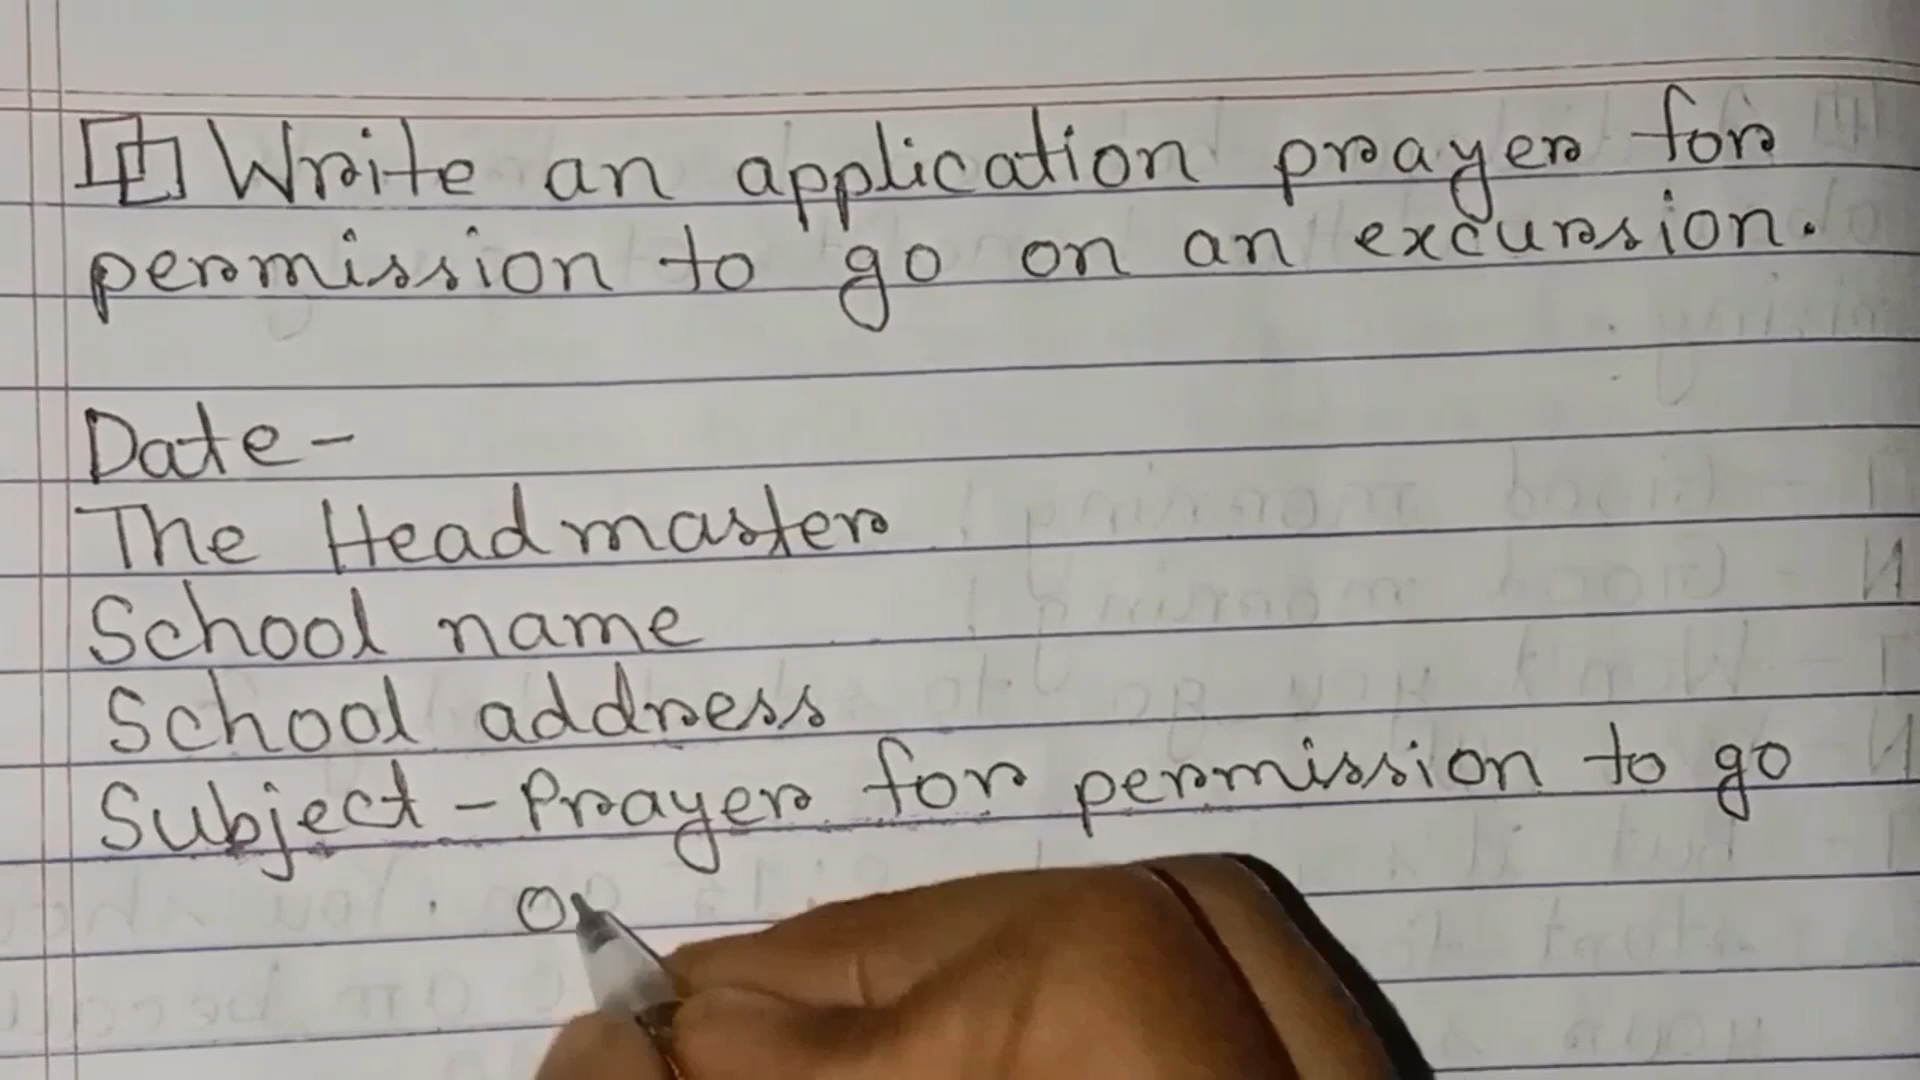 Write an application prayer for
permission to go on an excursion.
Date-
The Headmaster
School name
School address
Subject - Prayer for permission to go